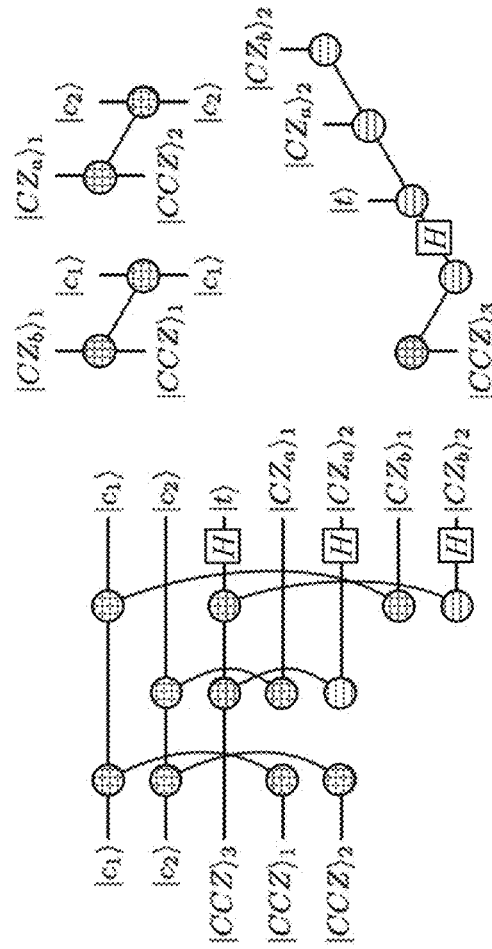 |c₁⟩ |c₁⟩
|c₂⟩ |c₂⟩
|CCZ⟩₃ H |t⟩
|CCZ⟩₁ |CZₐ⟩₁
|CCZ⟩₂ H |CZₐ⟩₂
|CZ_b⟩₁
H |CZ_b⟩₂
|CZ_b⟩₁ |c₁⟩
|CCZ⟩₁ |c₁⟩
|CZₐ⟩₁ |c₂⟩
|CCZ⟩₂ |c₂⟩
|CZ_b⟩₂
|CZₐ⟩₂
|t⟩
H
|CCZ⟩₃